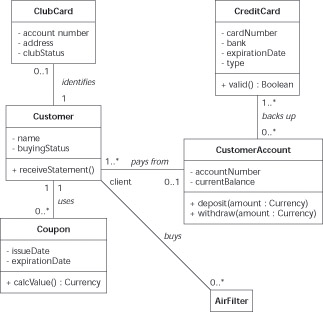 ClubCard
- account number
- address
- clubStatus
CreditCard
- cardNumber
- bank
- expirationDate
- type
+ valid() : Boolean
0..1
identifies
1
1..*
backs up
0..*
Customer
- name
- buyingStatus
+ receiveStatement()
1..*
pays from
client
0..1
CustomerAccount
- accountNumber
- currentBalance
+ deposit(amount : Currency)
+ withdraw(amount : Currency)
1
1
uses
0..*
buys
Coupon
- issueDate
- expirationDate
+ calcValue() : Currency
0..*
AirFilter